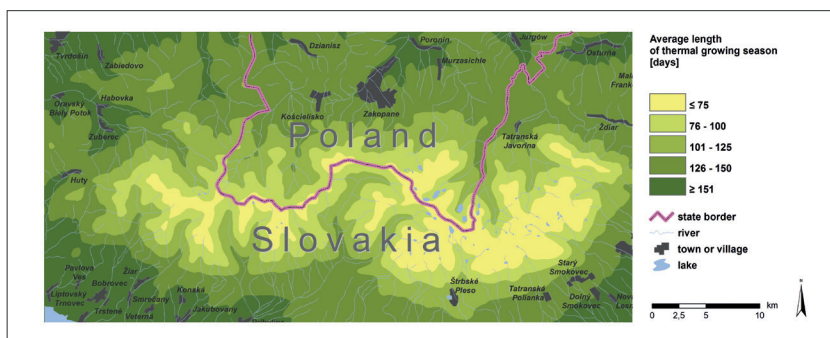 Tvrdošín
Zabiedovo
Dzianisz
Poronin
Jurgów
Osturňa
Murzasichle
Mala
Frank
Habovka
Oravský
Biely Potok
Zuberec
Kościelisko
Zakopane
Poland
Tatranská
Javorina
Ždiar
Huty
Slovakia
Pavlova
Ves
Bobrovec
Žiar
Liptovský
Trnovec
Smrečany
Konská
Trstené
Veterná
Jakubovany
Štrbské
Pleso
Tatranská
Polianka
Starý
Smokovec
Dolný
Smokovec
Average length
of thermal growing season
[days]
≤ 75
76 - 100
101 - 125
126 - 150
≥ 151
state border
river
town or village
lake
km
0 2,5 5 10